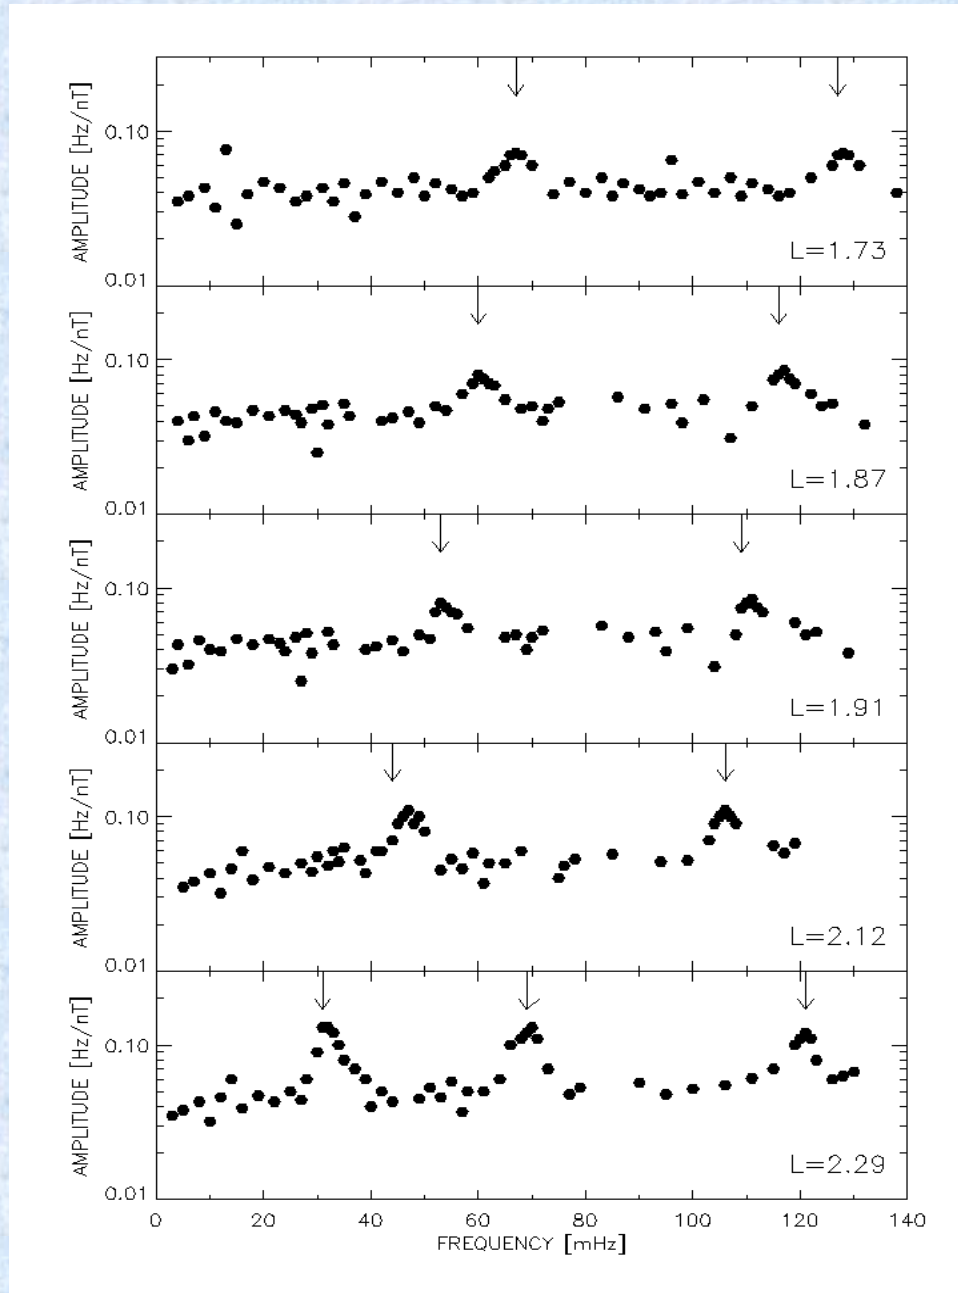 AMPLITUDE [Hz/nT]
0.10
0.01
L=1.73
AMPLITUDE [Hz/nT]
0.10
0.01
L=1.87
AMPLITUDE [Hz/nT]
0.10
0.01
L=1.91
AMPLITUDE [Hz/nT]
0.10
0.01
L=2.12
AMPLITUDE [Hz/nT]
0.10
0.01
L=2.29
0 20 40 60 80 100 120 140
FREQUENCY [mHz]